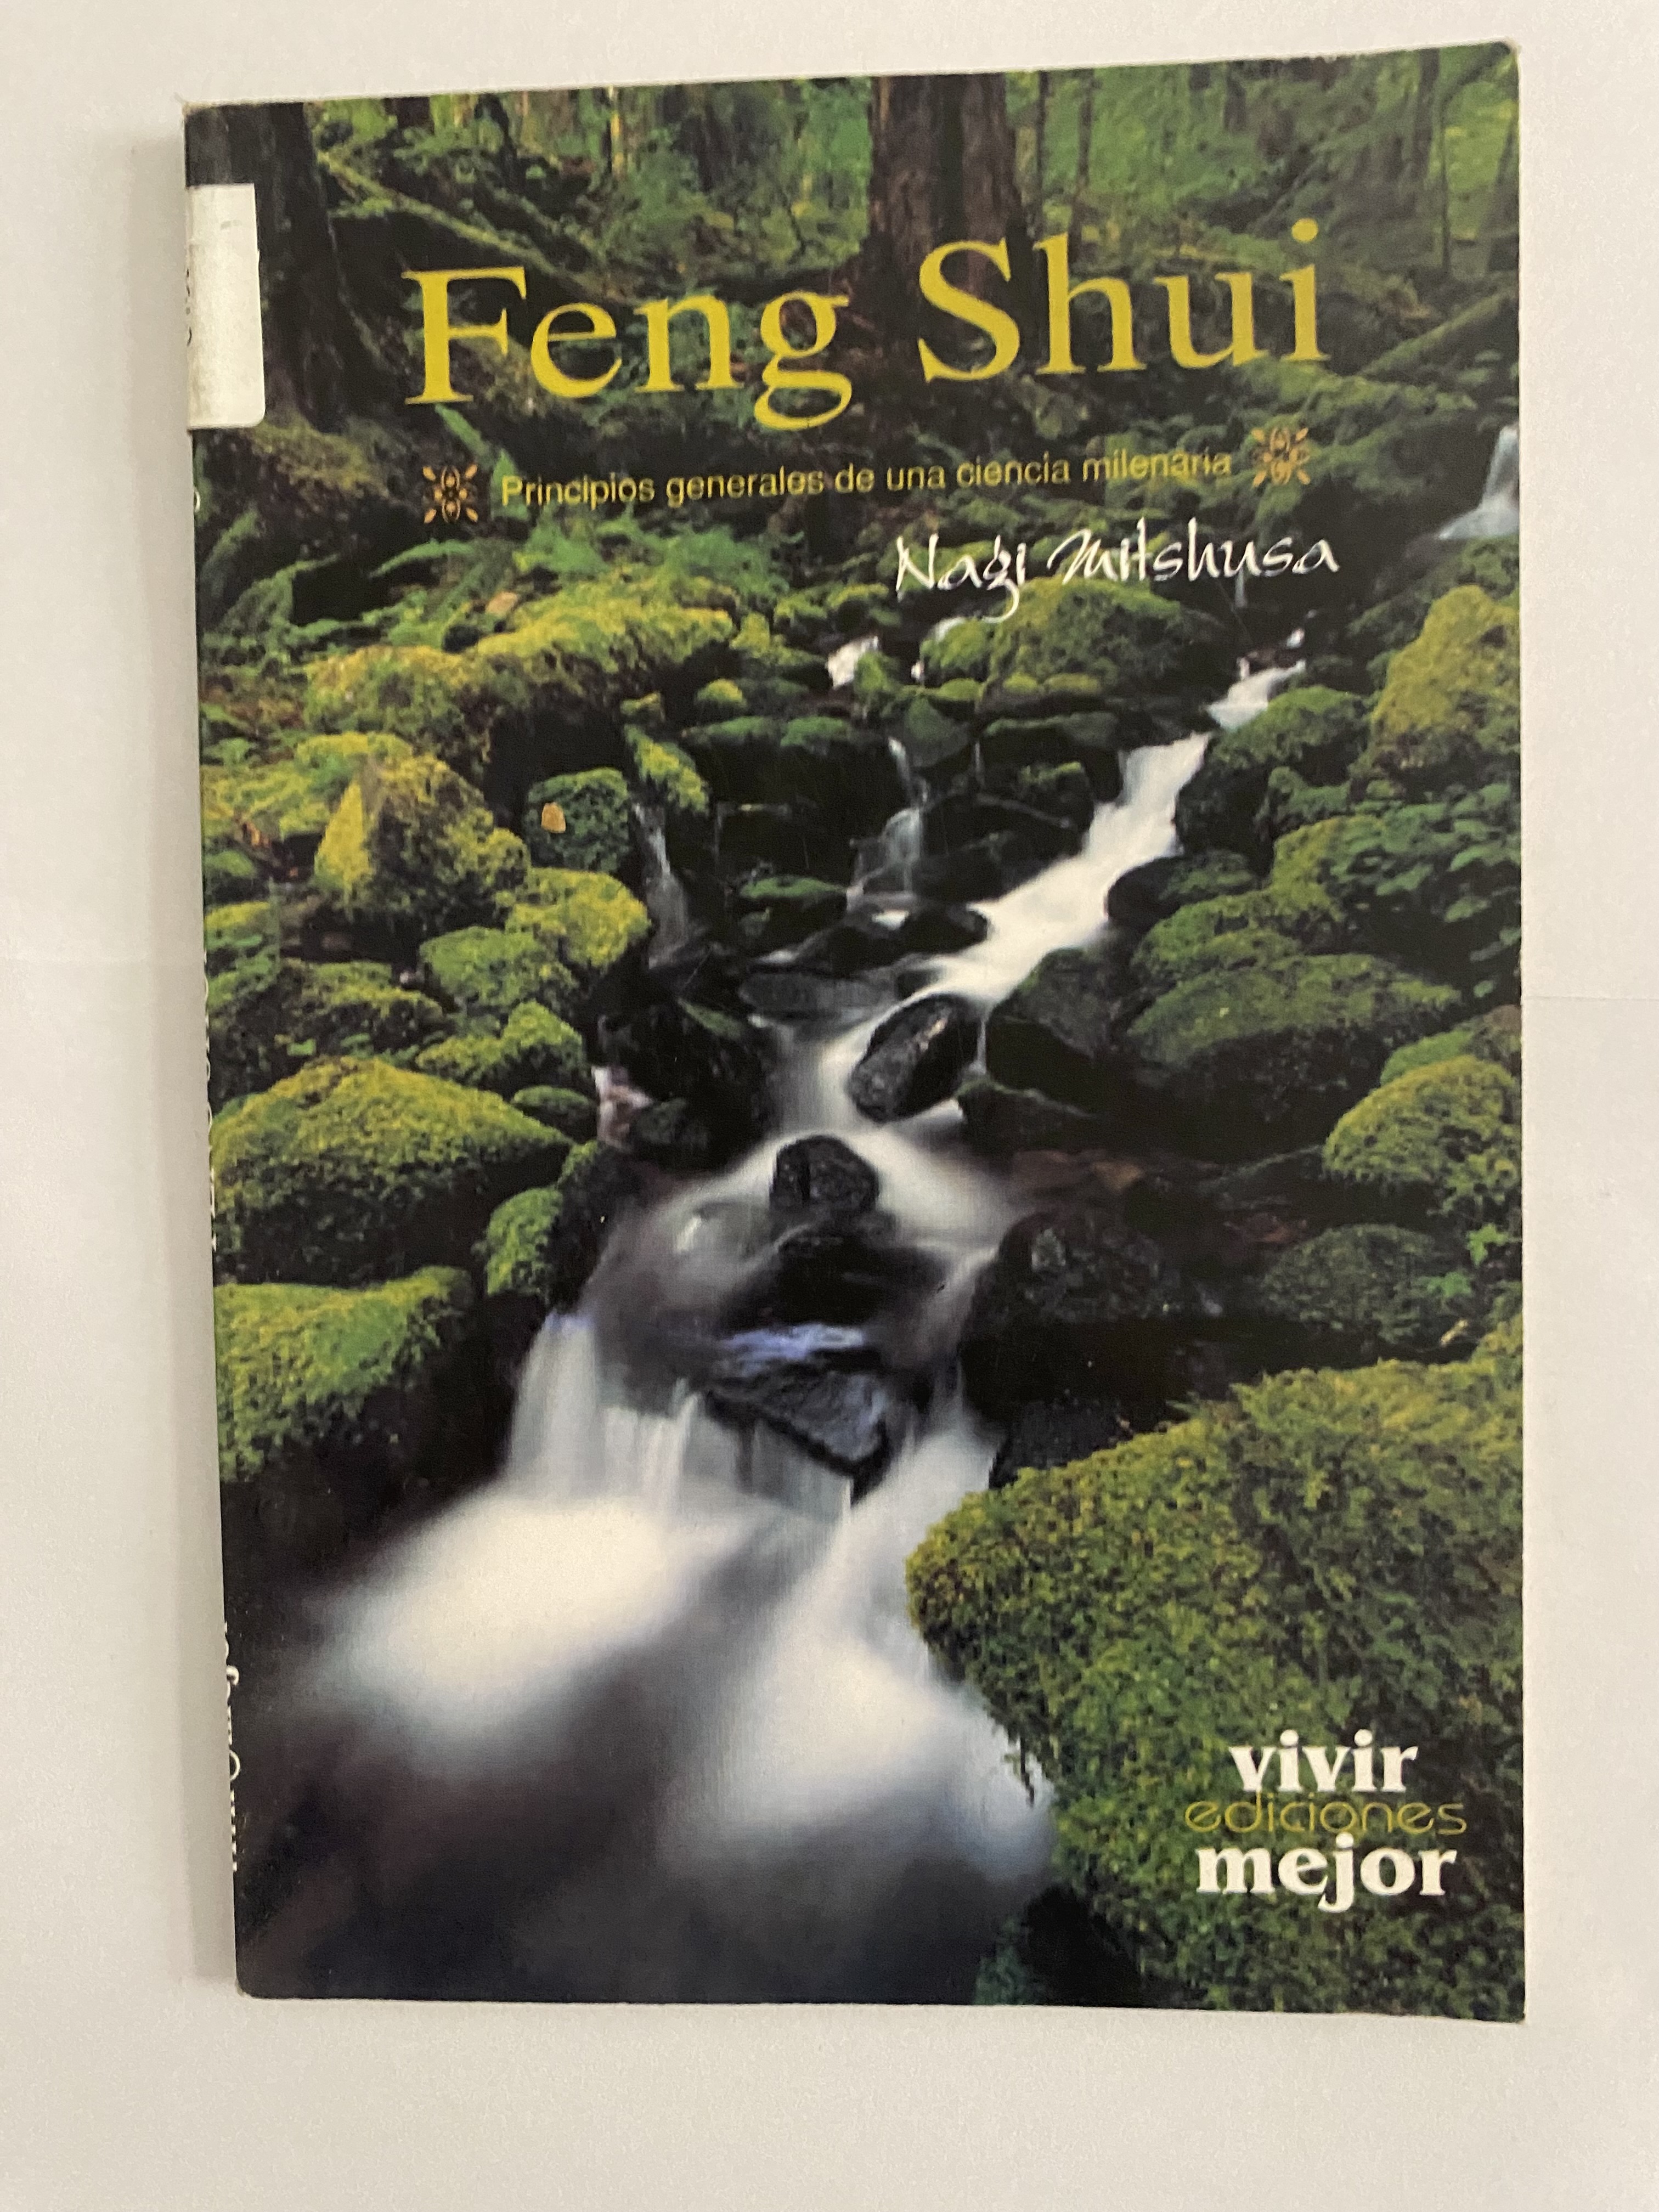 Feng Shui
Principios generales de una ciencia milenaria
Nagi Mitshusa
vivir
ediciones
mejor